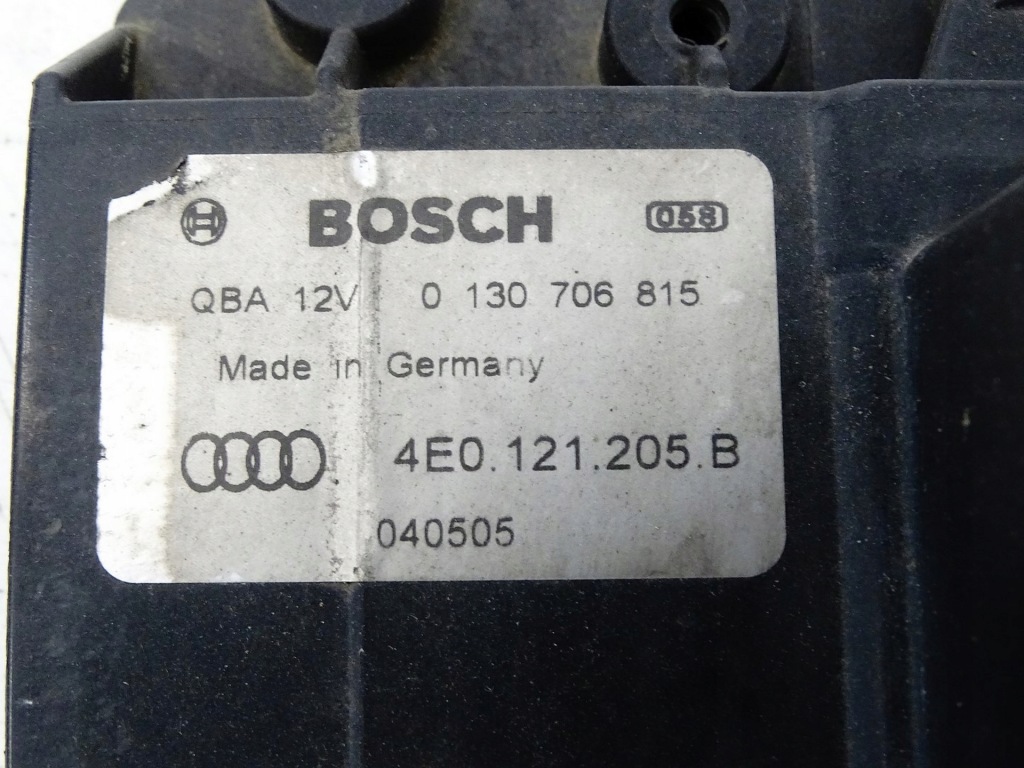 BOSCH 058
QBA 12V 0 130 706 815
Made in Germany
4E0.121.205.B
040505